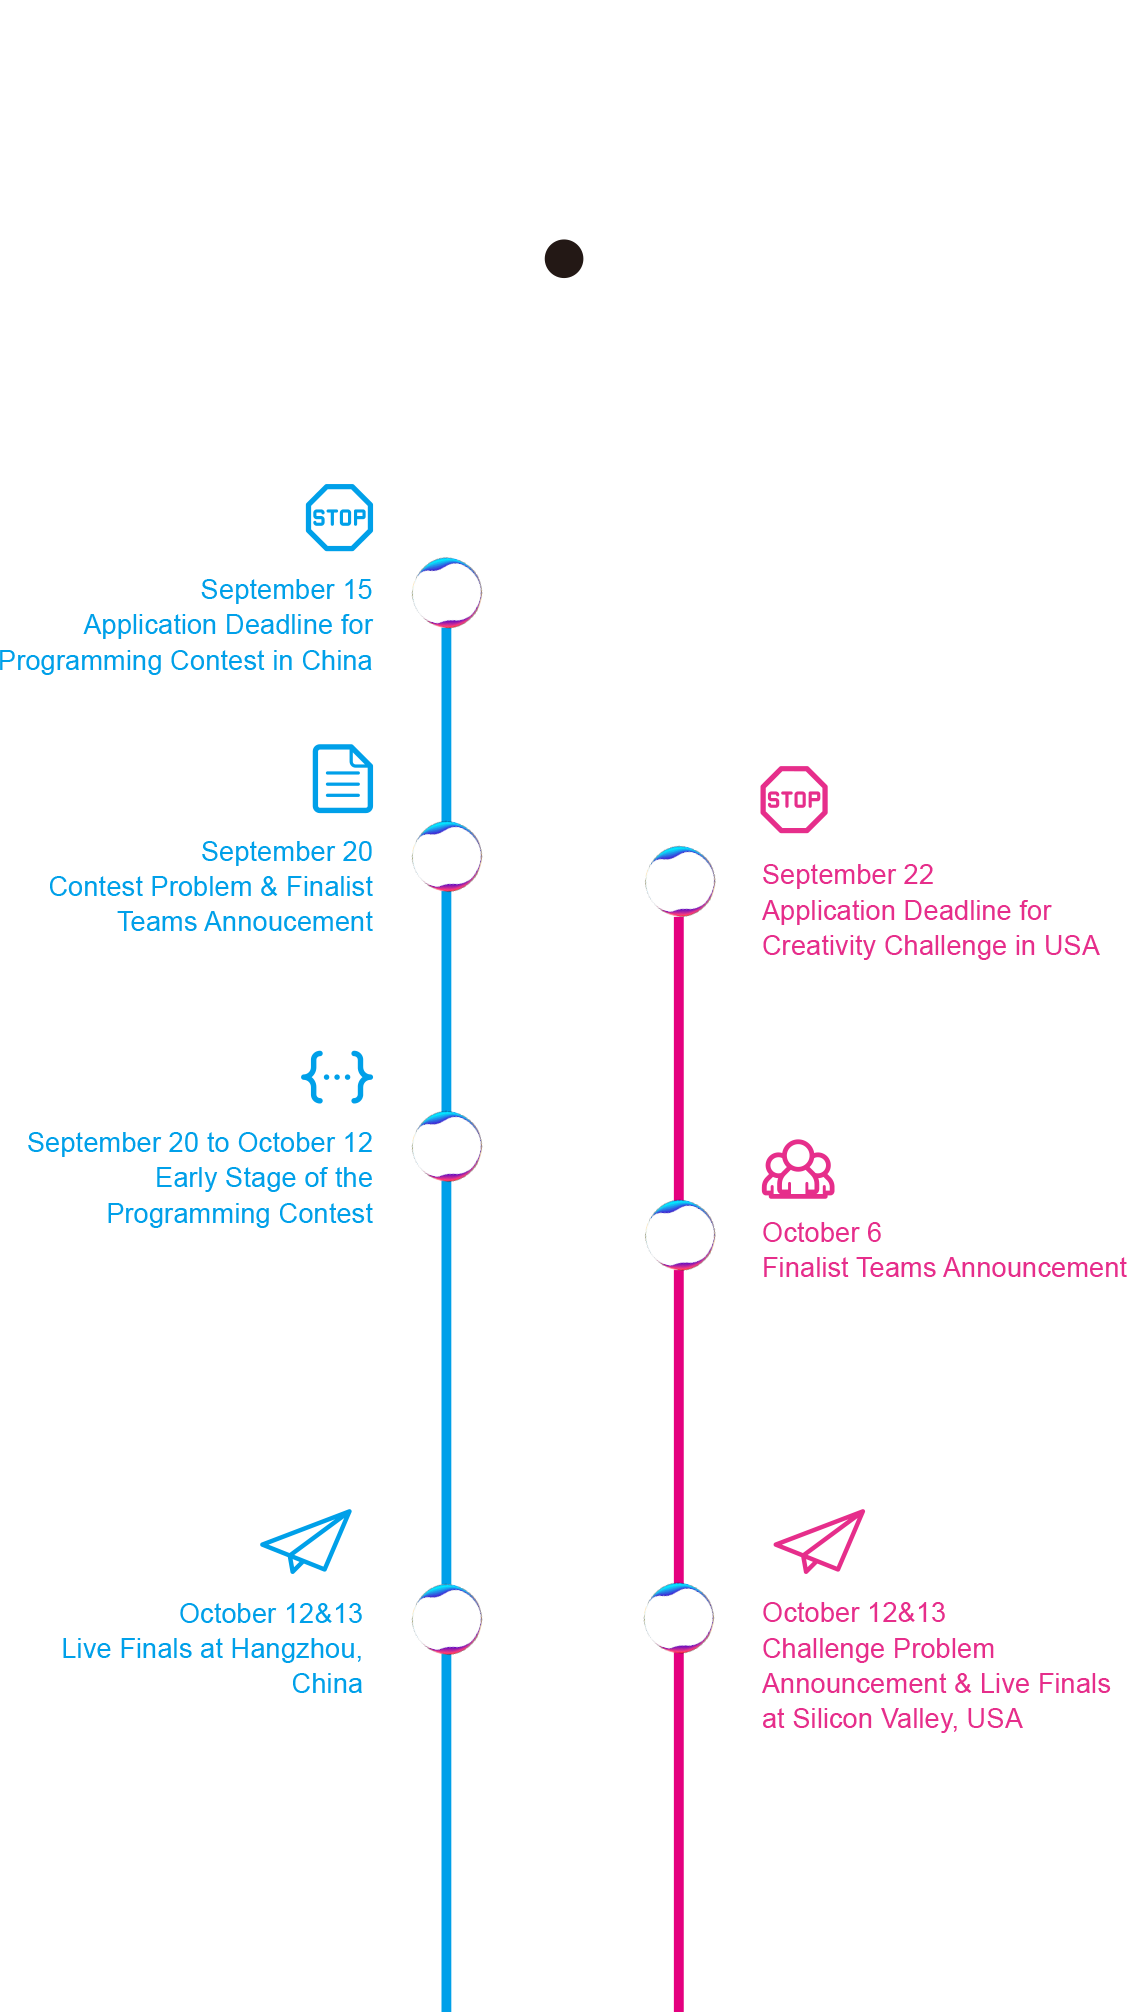 STOP
September 15
Application Deadline for
Programming Contest in China
September 20
Contest Problem & Finalist
Teams Annoucement
September 20 to October 12
Early Stage of the
Programming Contest
October 12&13
Live Finals at Hangzhou,
China
STOP
September 22
Application Deadline for
Creativity Challenge in USA
October 6
Finalist Teams Announcement
October 12&13
Challenge Problem
Announcement & Live Finals
at Silicon Valley, USA